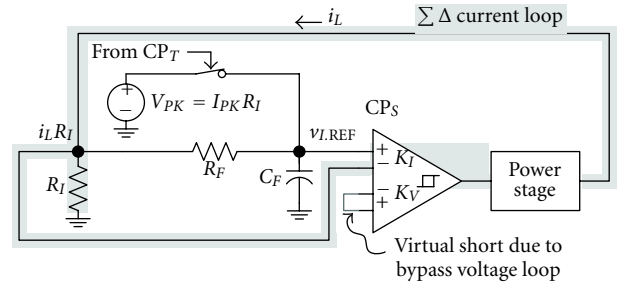 i_L
∑ Δ current loop
From CP_T
+
−
V_PK = I_PK R_I
CP_S
i_L R_I
v_I.REF
+
−
K_I
R_F
R_I
C_F
−
+
K_V
Power
stage
Virtual short due to
bypass voltage loop